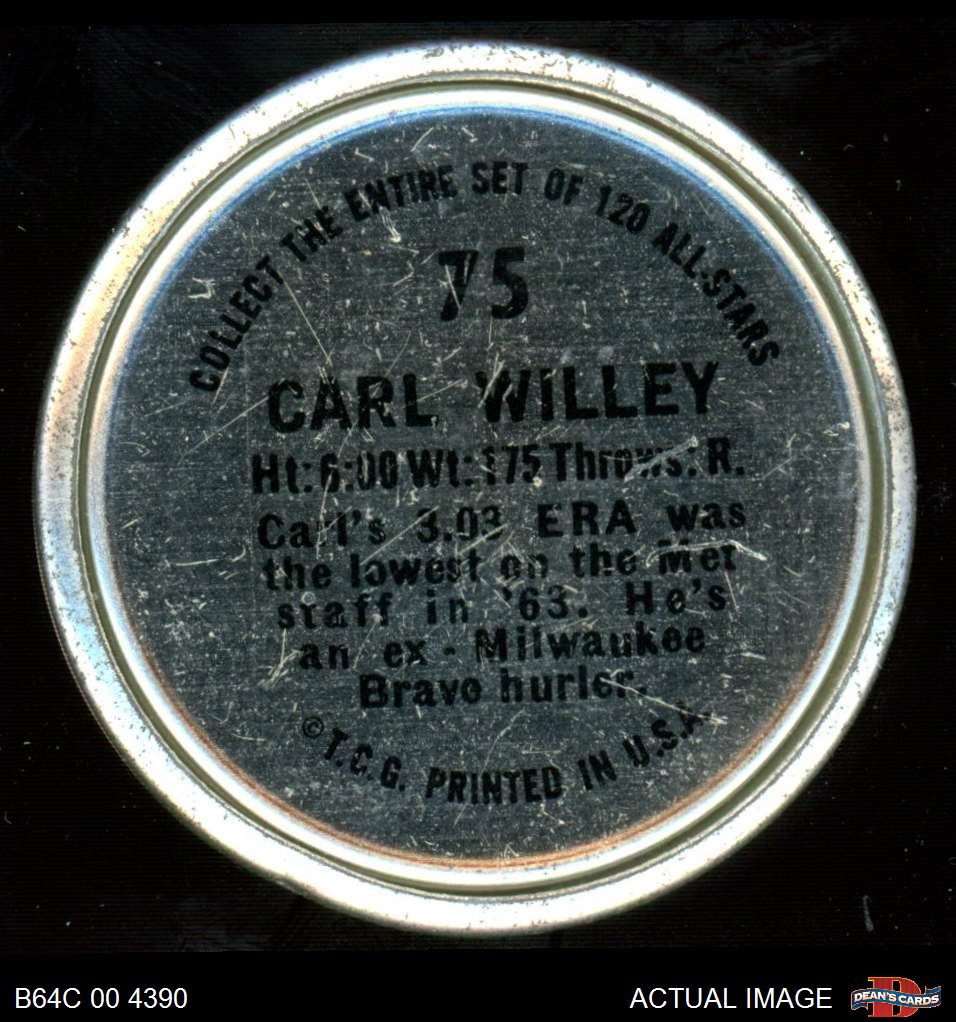 COLLECT THE ENTIRE SET OF 120 ALL-STARS
75
CARL WILLEY
Ht:6:00 Wt:175 Throws: R.
Carl's 3.03 ERA was
the lowest on the Met
staff in '63. He's
an ex - Milwaukee
Brave hurler.
©T.C.G. PRINTED IN U.S.A.
B64C 00 4390
ACTUAL IMAGE
D
DEAN'S CARDS